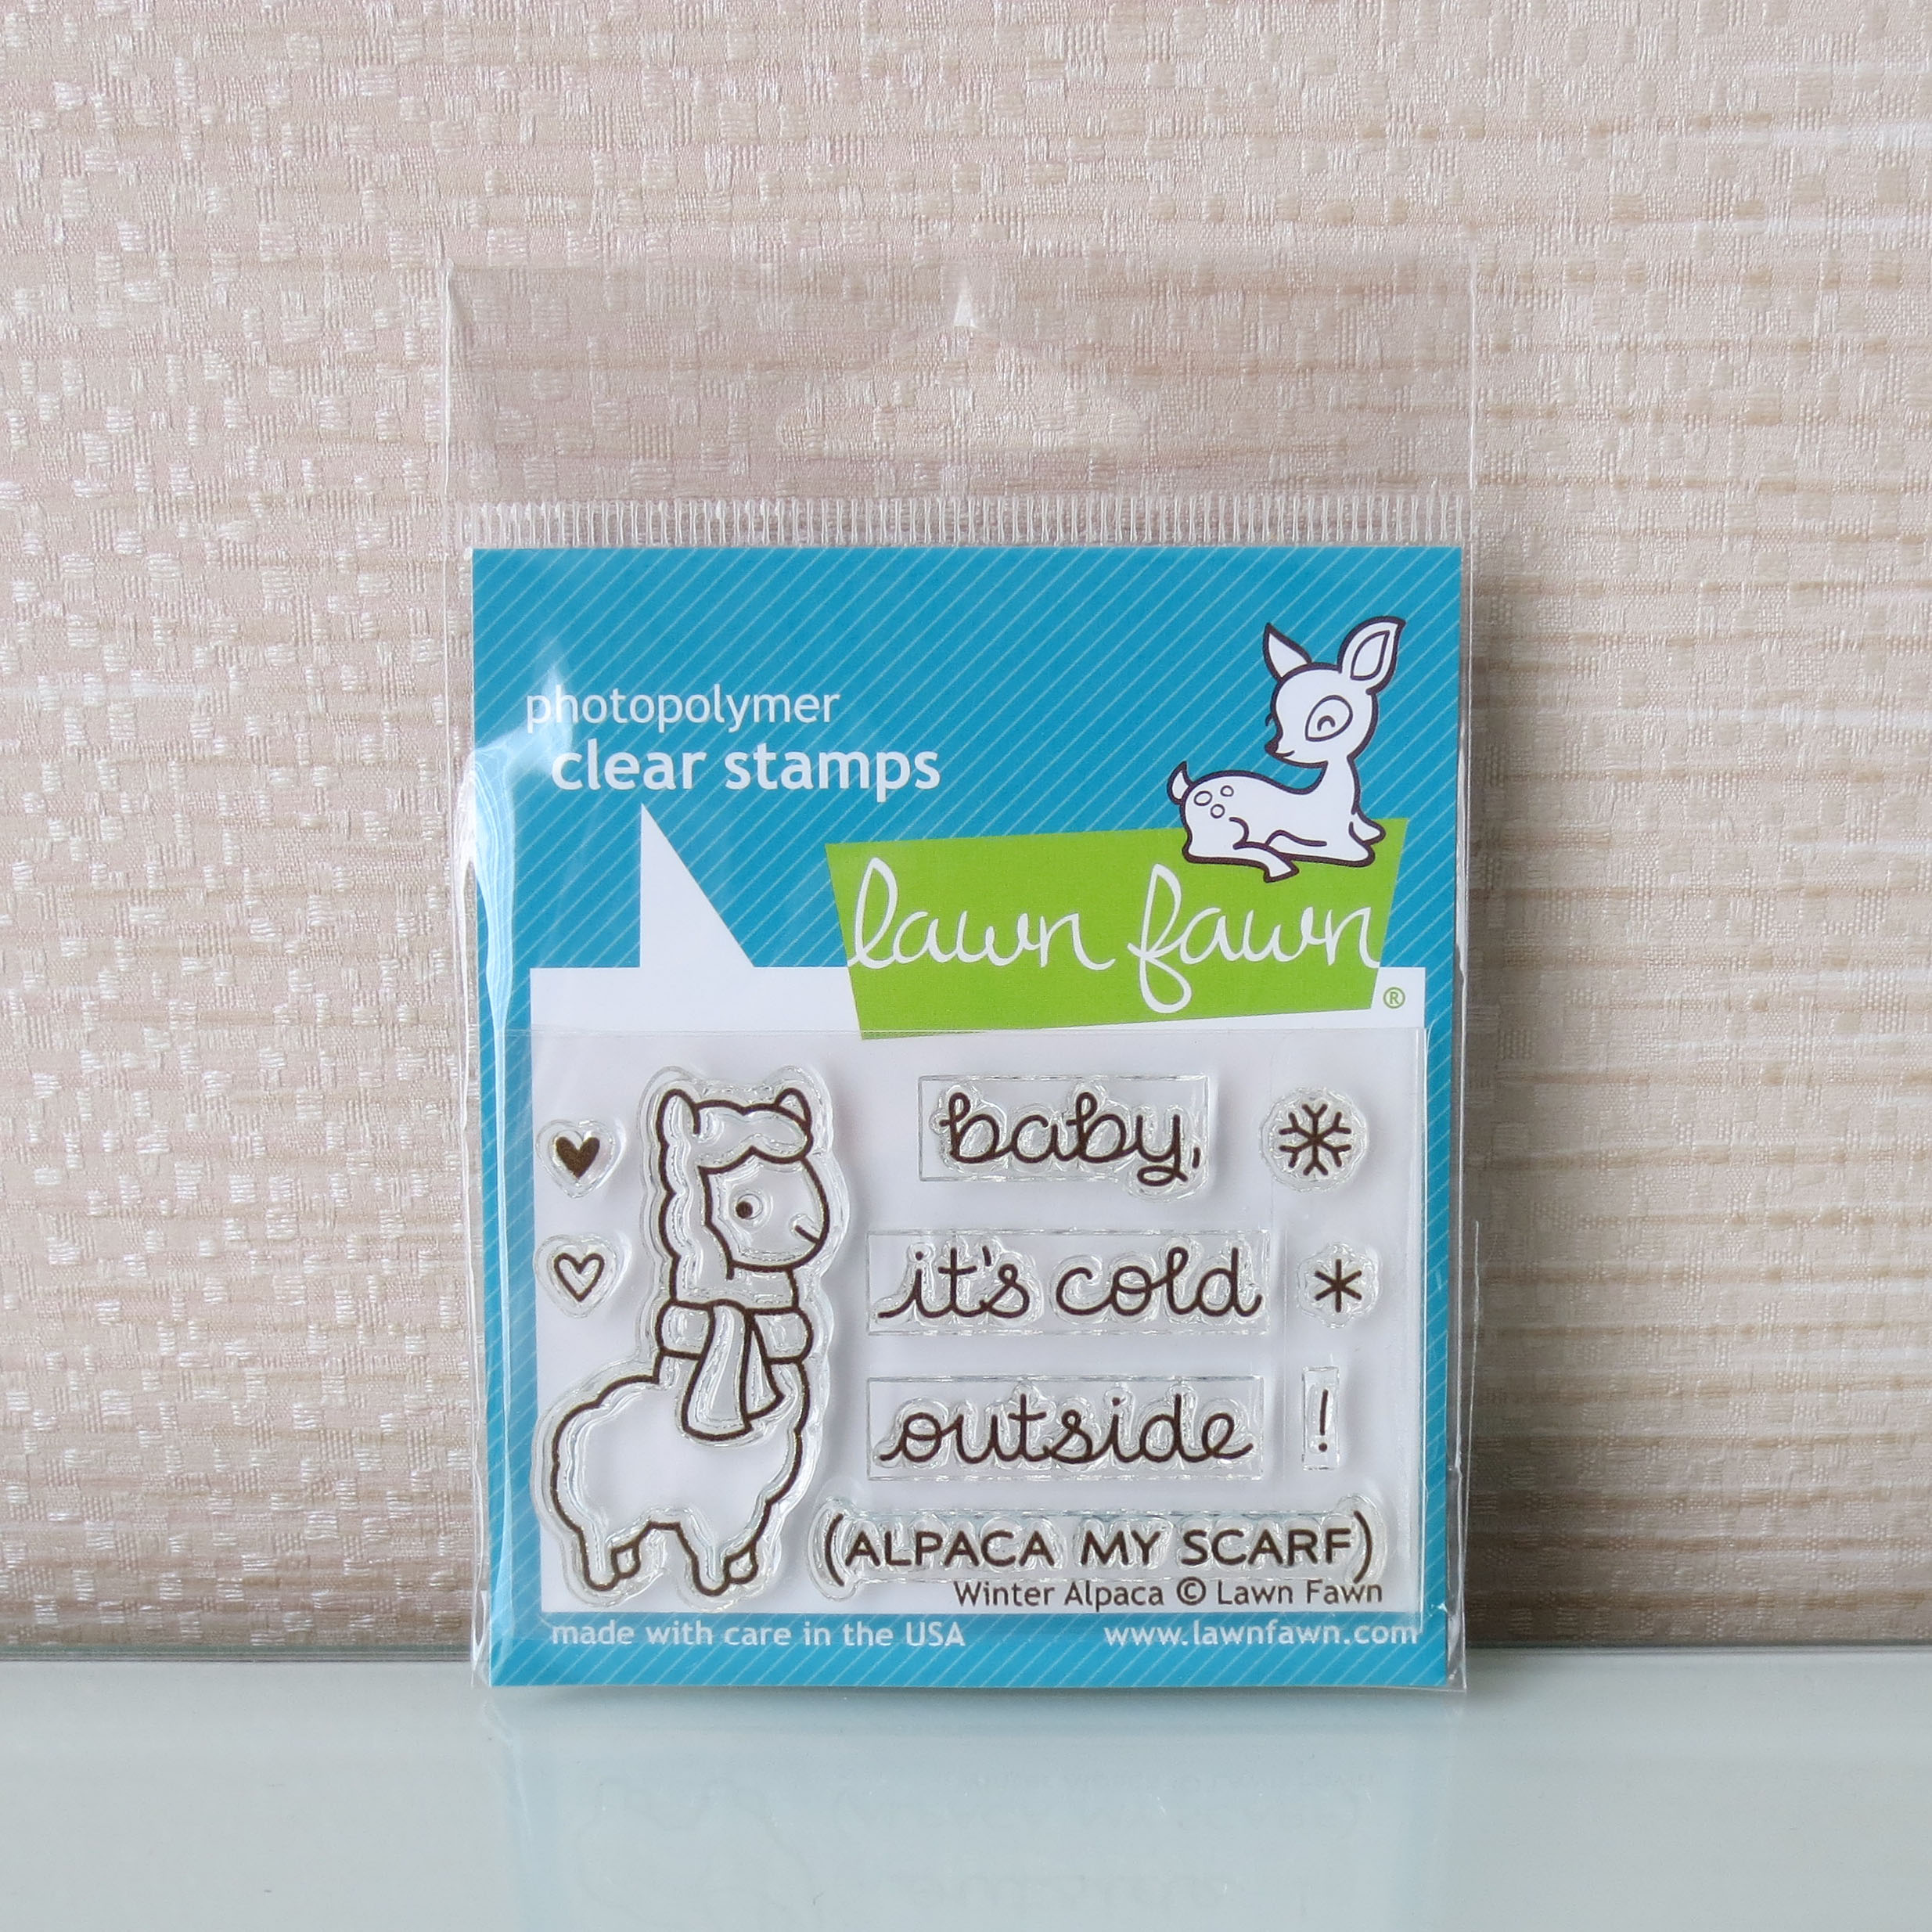 photopolymer
clear stamps
lawn fawn
®
baby,
it's cold
outside !
(ALPACA MY SCARF)
Winter Alpaca © Lawn Fawn
made with care in the USA www.lawnfawn.com